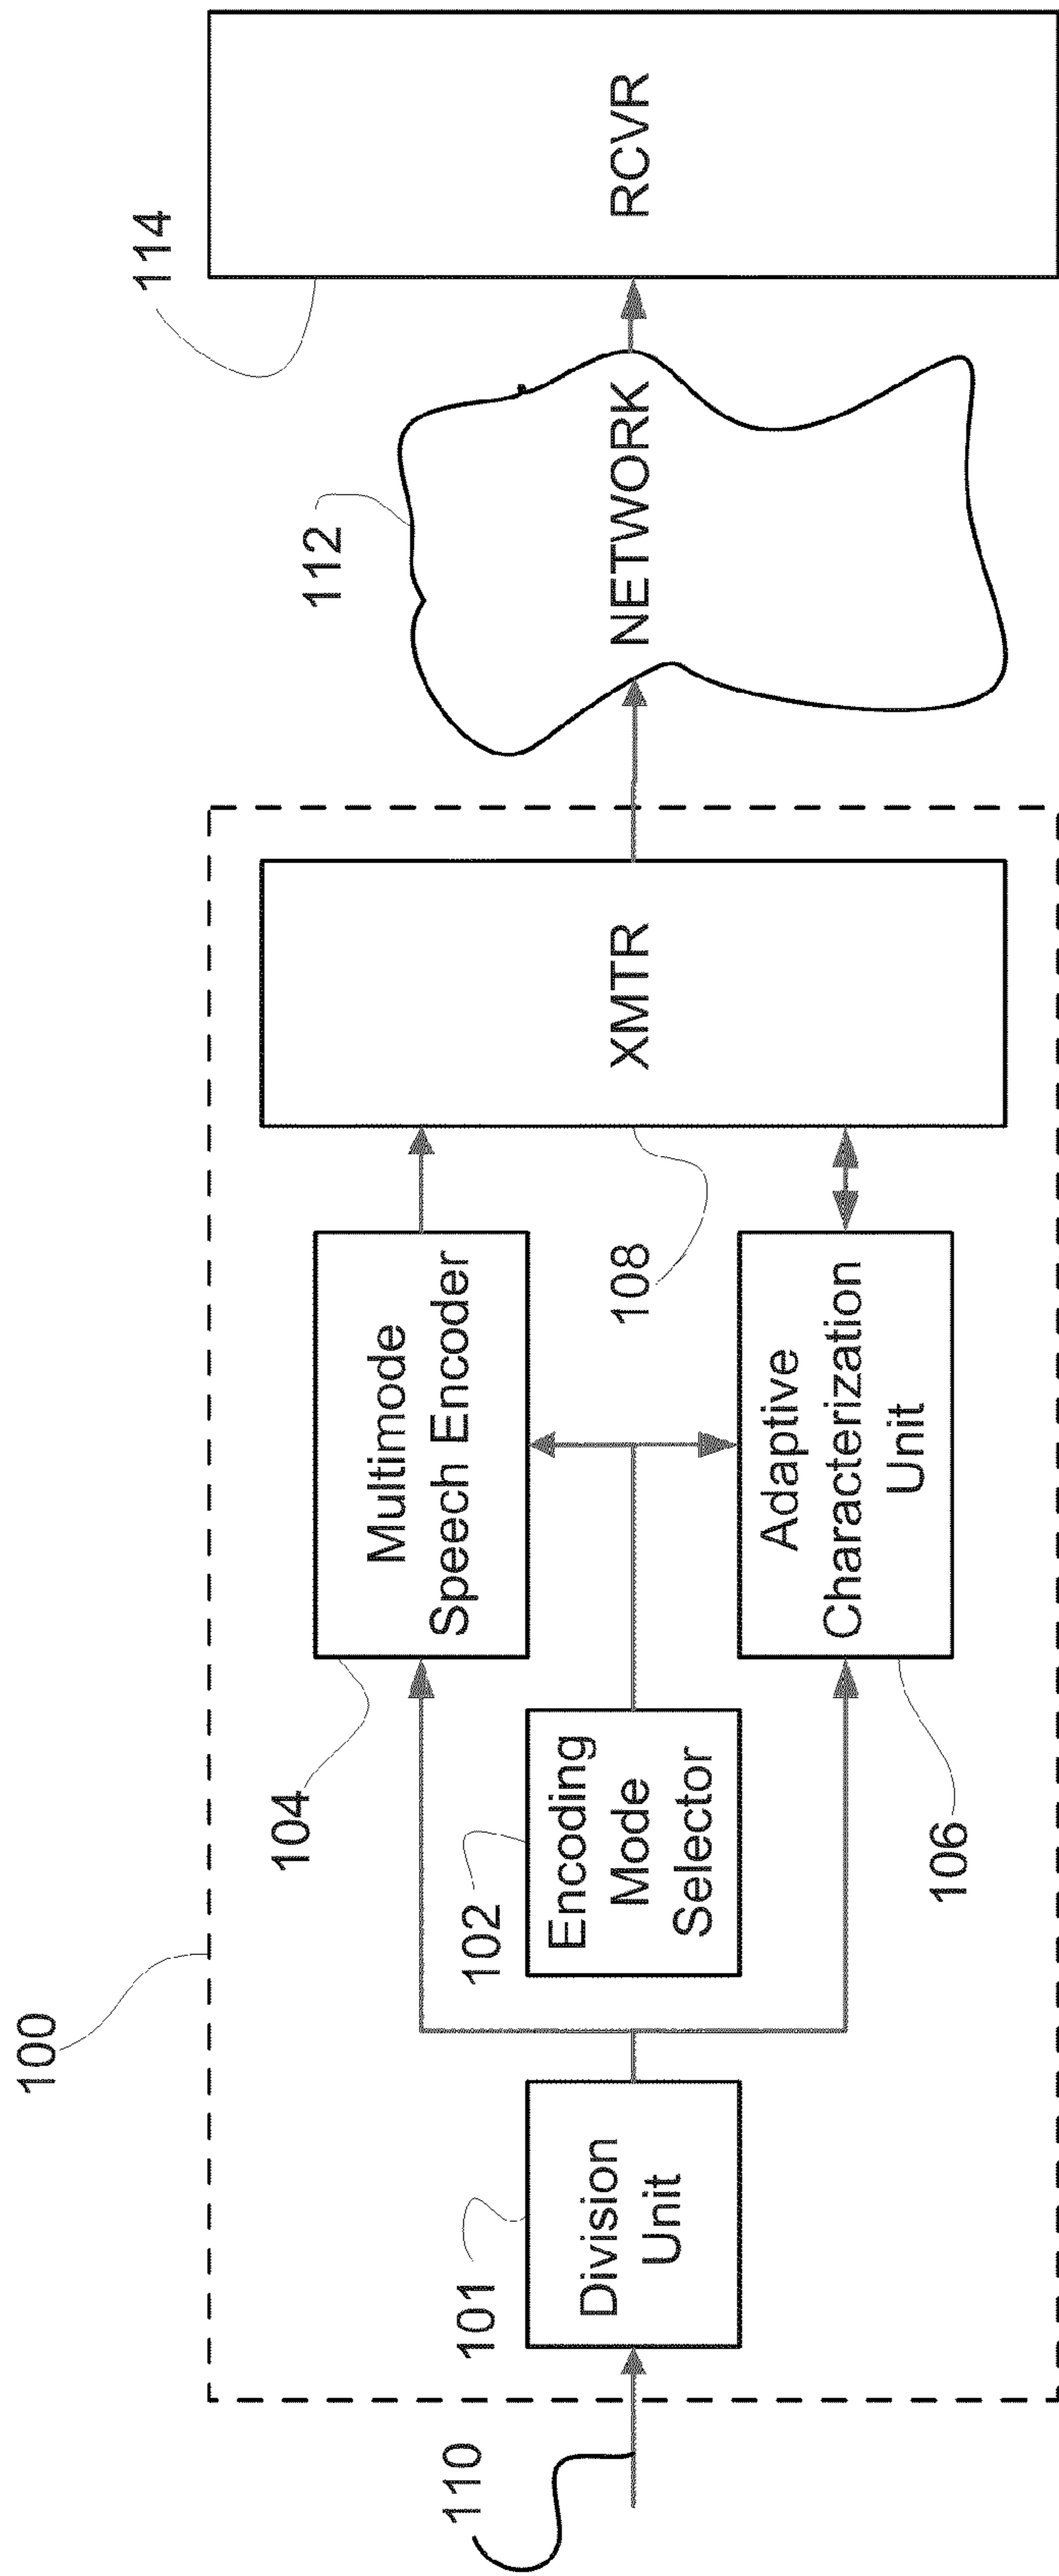 100
110
101
Division
Unit
102
Encoding
Mode
Selector
104
Multimode
Speech Encoder
106
Adaptive
Characterization
Unit
108
XMTR
112
NETWORK
114
RCVR